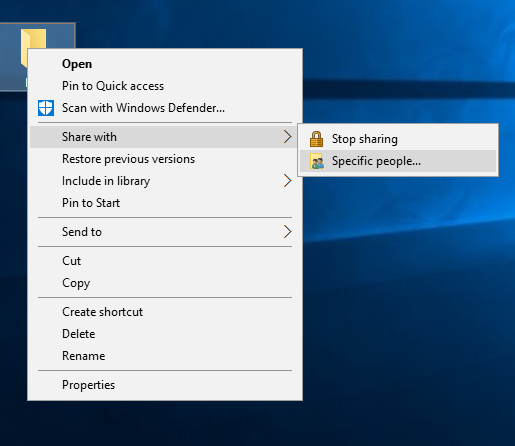 Open
Pin to Quick access
Scan with Windows Defender...
Share with
Restore previous versions
Include in library
Pin to Start
Send to
Cut
Copy
Create shortcut
Delete
Rename
Properties
Stop sharing
Specific people...